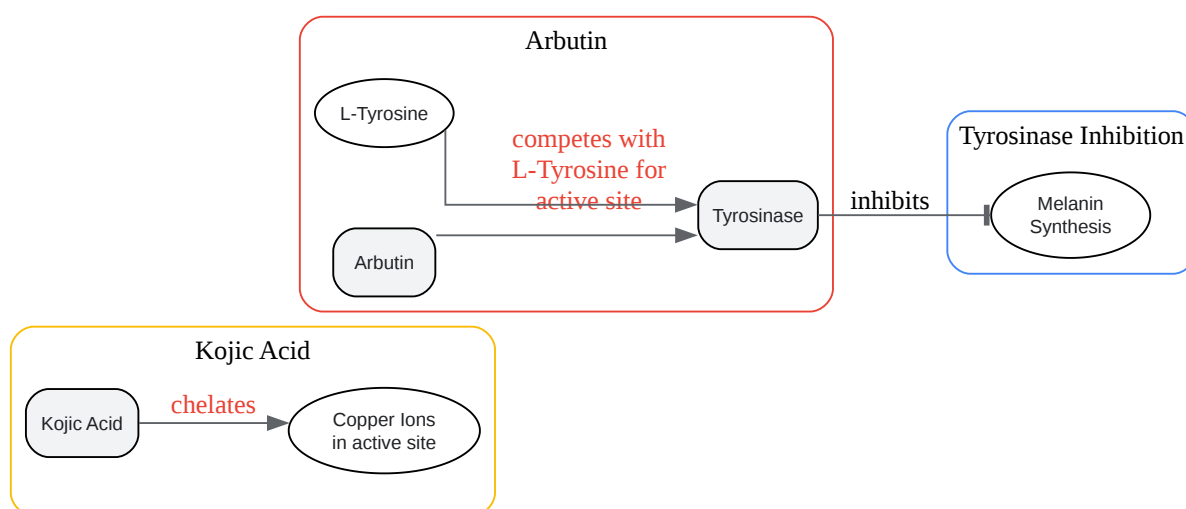 Arbutin
L-Tyrosine
competes with
L-Tyrosine for
active site
Arbutin
Tyrosinase
inhibits
Tyrosinase Inhibition
Melanin
Synthesis
Kojic Acid
Kojic Acid
chelates
Copper Ions
in active site